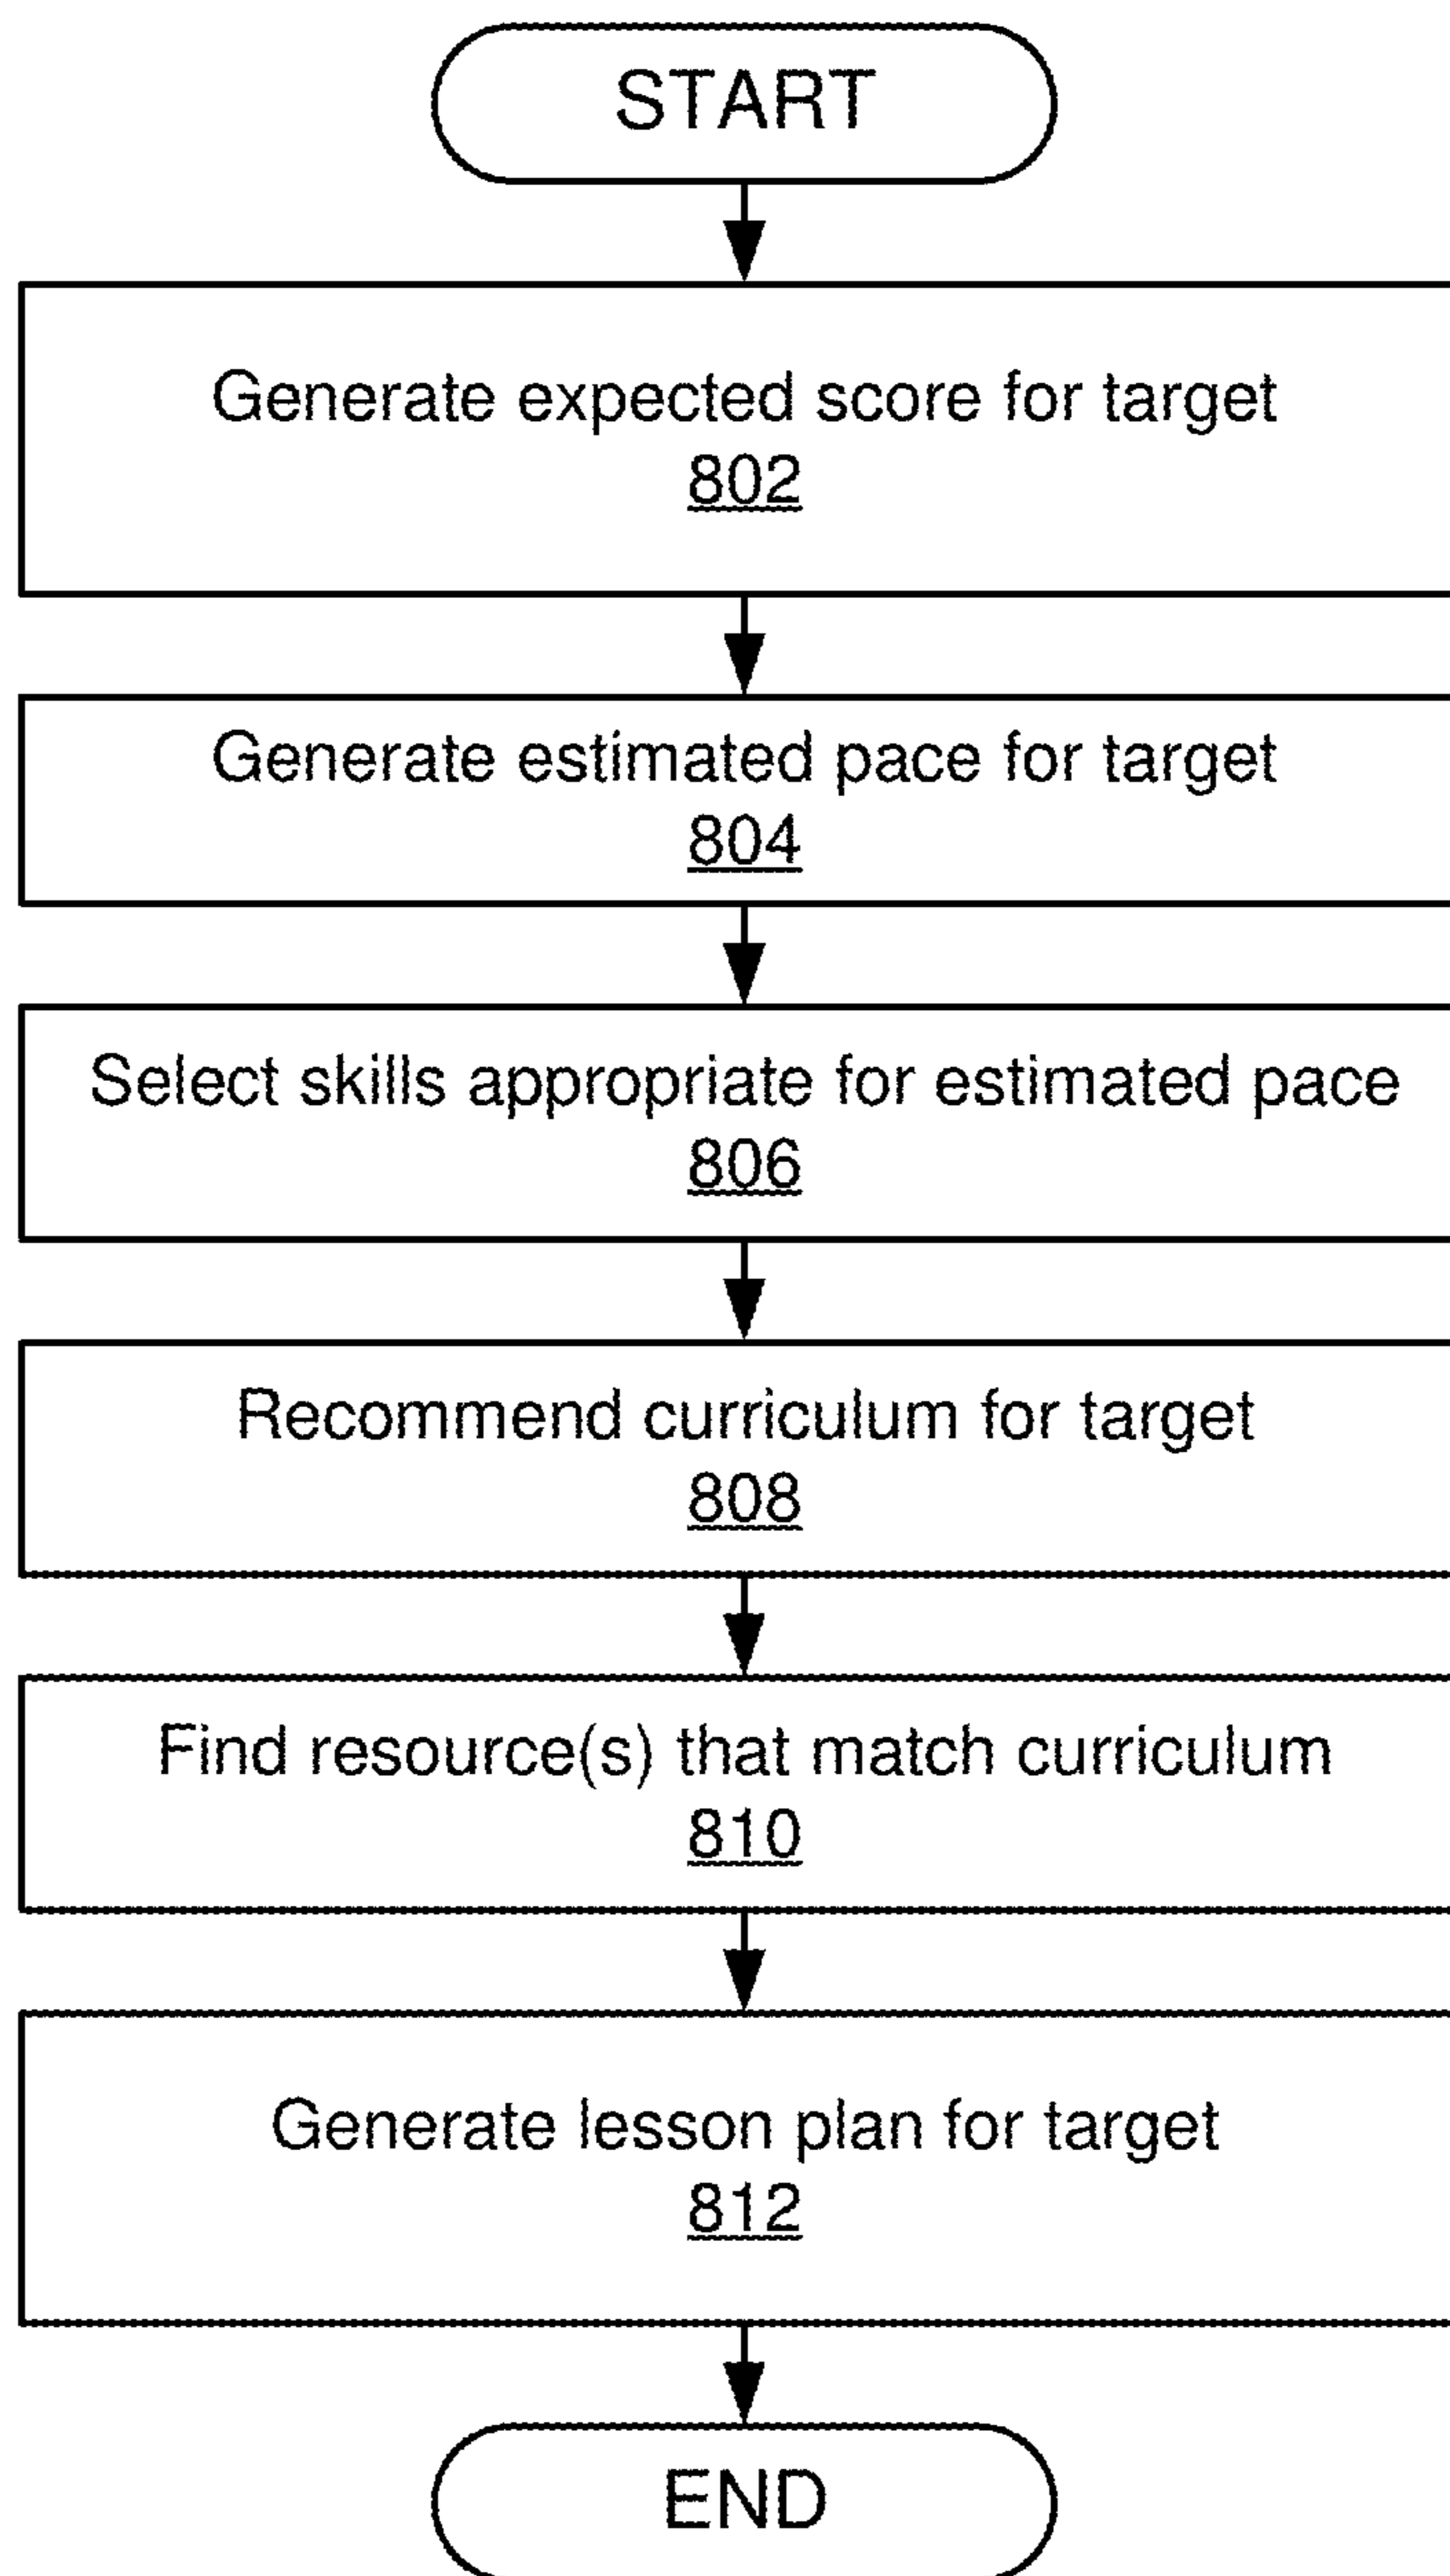 START
Generate expected score for target
802
Generate estimated pace for target
804
Select skills appropriate for estimated pace
806
Recommend curriculum for target
808
Find resource(s) that match curriculum
810
Generate lesson plan for target
812
END